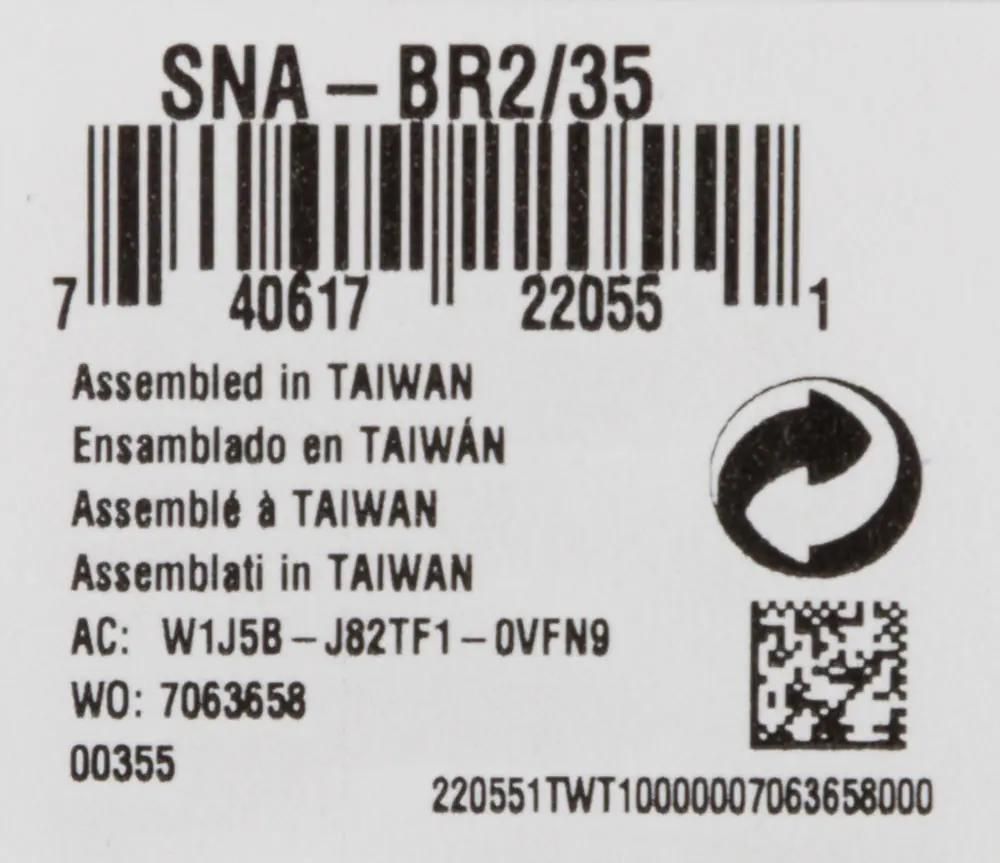 SNA – BR2/35
7 40617 22055 1
Assembled in TAIWAN
Ensamblado en TAIWÁN
Assemblé à TAIWAN
Assemblati in TAIWAN
AC: W1J5B – J82TF1 – 0VFN9
WO: 7063658
00355
220551TWT10000007063658000